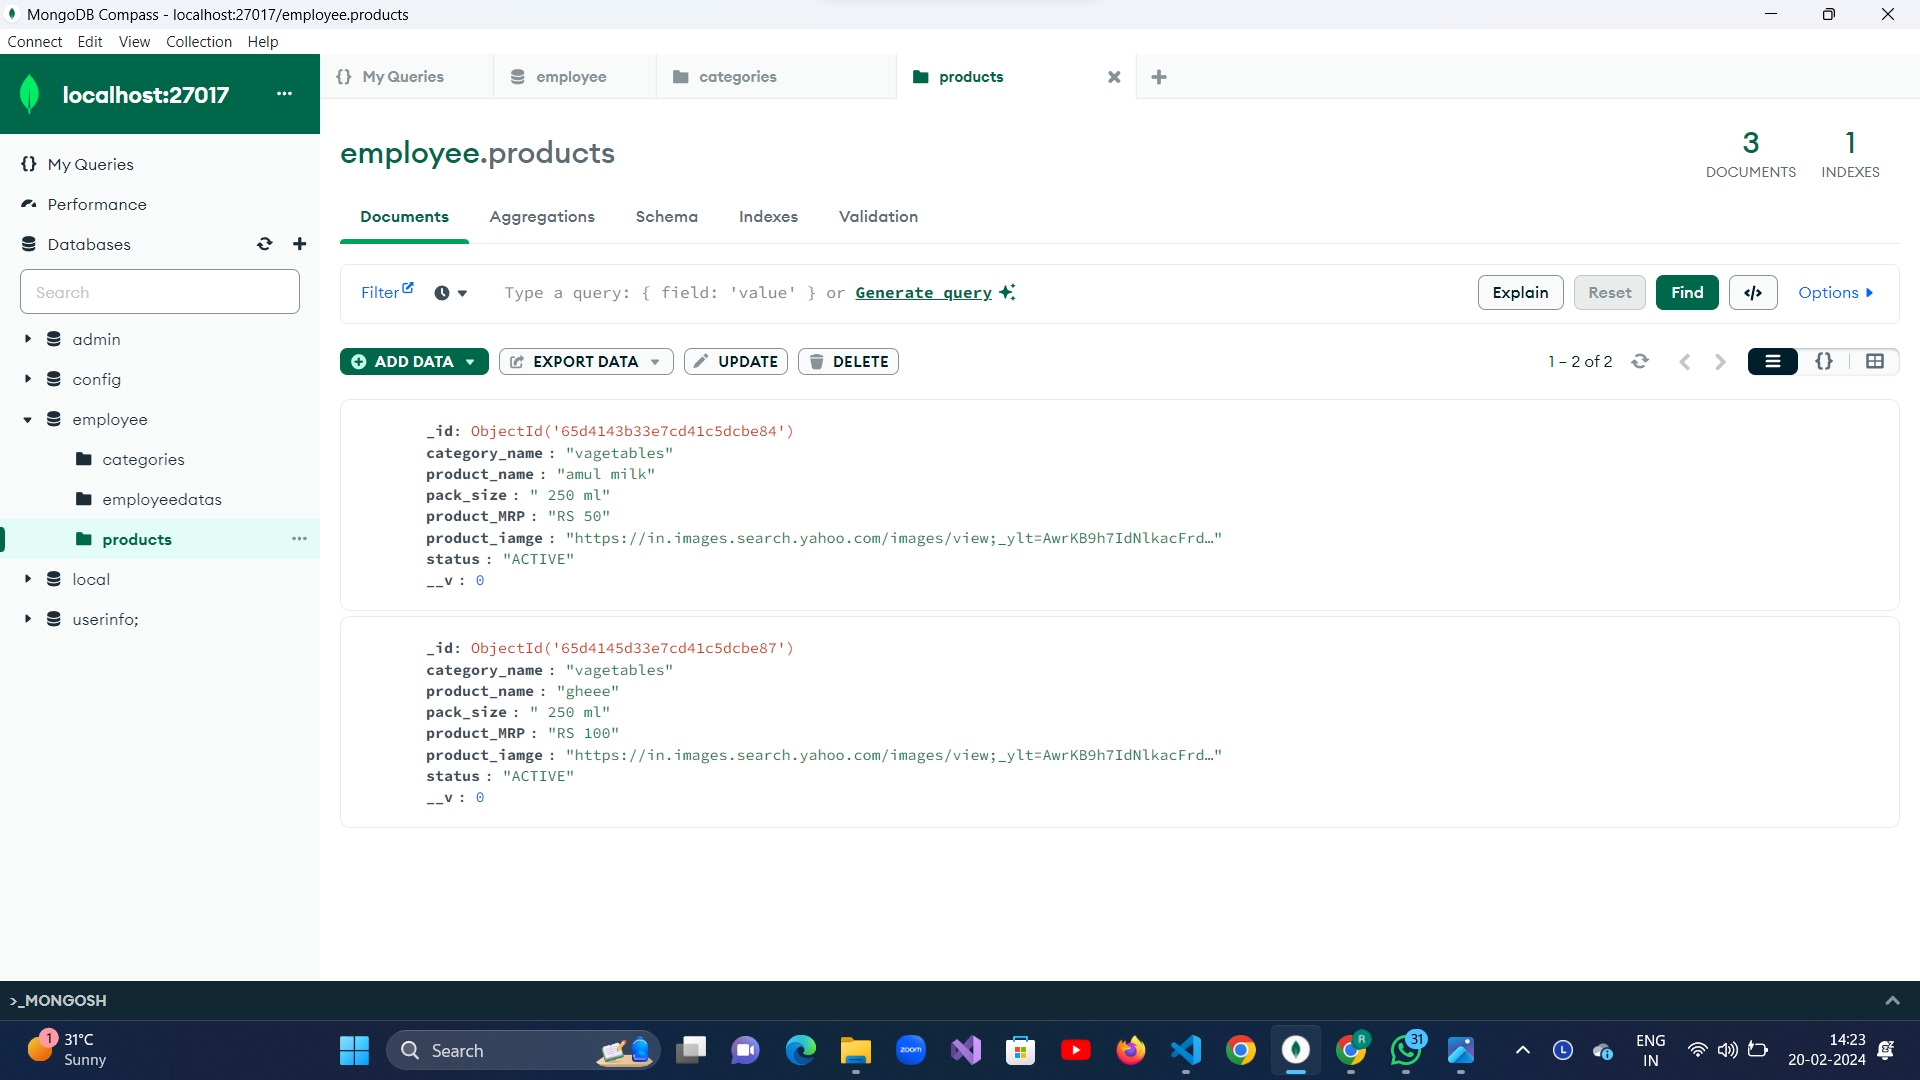 MongoDB Compass - localhost:27017/employee.products
Connect Edit View Collection Help
localhost:27017 ...
{} My Queries
employee
categories
products
My Queries
Performance
Databases
Search
admin
config
employee
categories
employeedatas
products ...
local
userinfo;
employee.products
3
DOCUMENTS
1
INDEXES
Documents Aggregations Schema Indexes Validation
Filter
Type a query: { field: 'value' } or Generate query
Explain Reset Find </> Options
ADD DATA EXPORT DATA UPDATE DELETE
1 – 2 of 2
{}
_id: ObjectId('65d4143b33e7cd41c5dcbe84')
category_name : "vagetables"
product_name : "amul milk"
pack_size : " 250 ml"
product_MRP : "RS 50"
product_iamge : "https://in.images.search.yahoo.com/images/view;_ylt=AwrKB9h7IdNlkacFrd…"
status : "ACTIVE"
__v : 0
_id: ObjectId('65d4145d33e7cd41c5dcbe87')
category_name : "vagetables"
product_name : "gheee"
pack_size : " 250 ml"
product_MRP : "RS 100"
product_iamge : "https://in.images.search.yahoo.com/images/view;_ylt=AwrKB9h7IdNlkacFrd…"
status : "ACTIVE"
__v : 0
>_MONGOSH
1
31°C
Sunny
Search
zoom
R
31
L
ENG
IN
14:23
20-02-2024